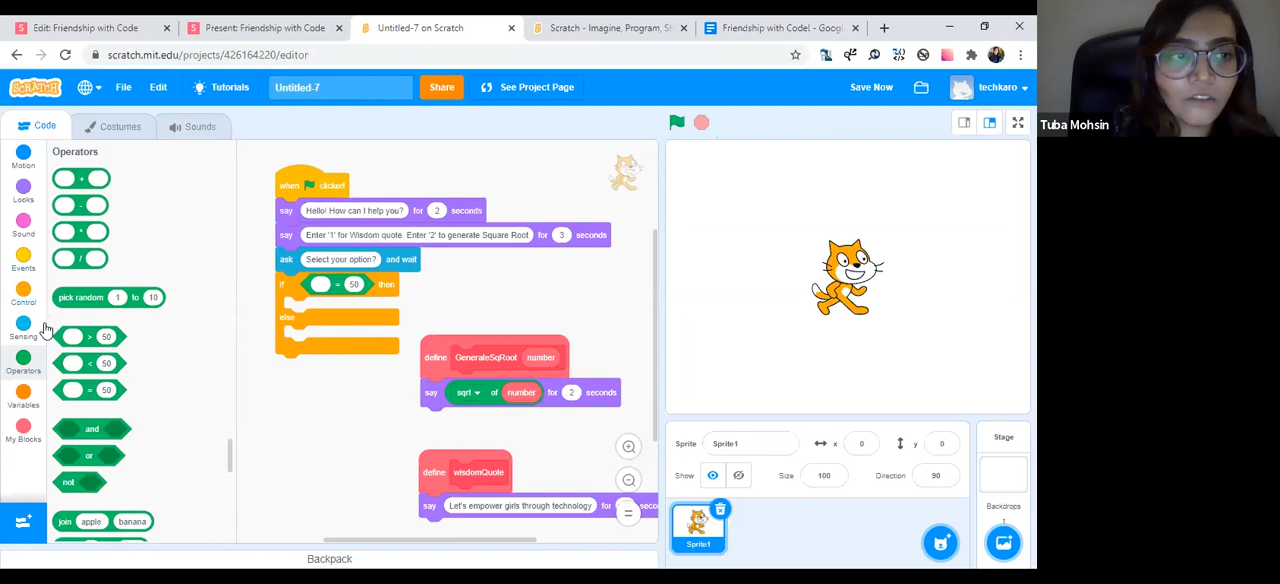 Edit: Friendship with Code!
Present: Friendship with Code!
Untitled-7 on Scratch
Scratch - Imagine, Program, Sh
Friendship with Code! - Googl
scratch.mit.edu/projects/426164220/editor
SCRATCH
File
Edit
Tutorials
Untitled-7
Share
See Project Page
Save Now
techkaro
Tuba Mohsin
Code
Costumes
Sounds
Motion
Looks
Sound
Events
Control
Sensing
Operators
Variables
My Blocks
Operators
+
-
*
/
pick random 1 to 10
> 50
< 50
= 50
and
or
not
join apple banana
when clicked
say Hello! How can I help you? for 2 seconds
say Enter '1' for Wisdom quote. Enter '2' to generate Square Root for 3 seconds
ask Select your option? and wait
if = 50 then
else
define GenerateSqRoot number
say sqrt of number for 2 seconds
define wisdomQuote
say Let's empower girls through technology for seco
Sprite Sprite1 x 0 y 0
Show Size 100 Direction 90
Sprite1
Stage
Backdrops
1
Backpack